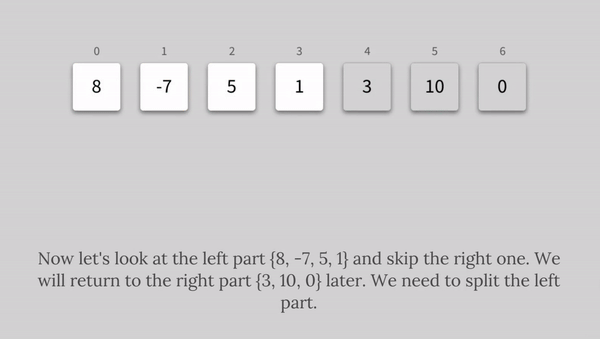 0 1 2 3 4 5 6
8 -7 5 1 3 10 0
Now let's look at the left part {8, -7, 5, 1} and skip the right one. We
will return to the right part {3, 10, 0} later. We need to split the left
part.